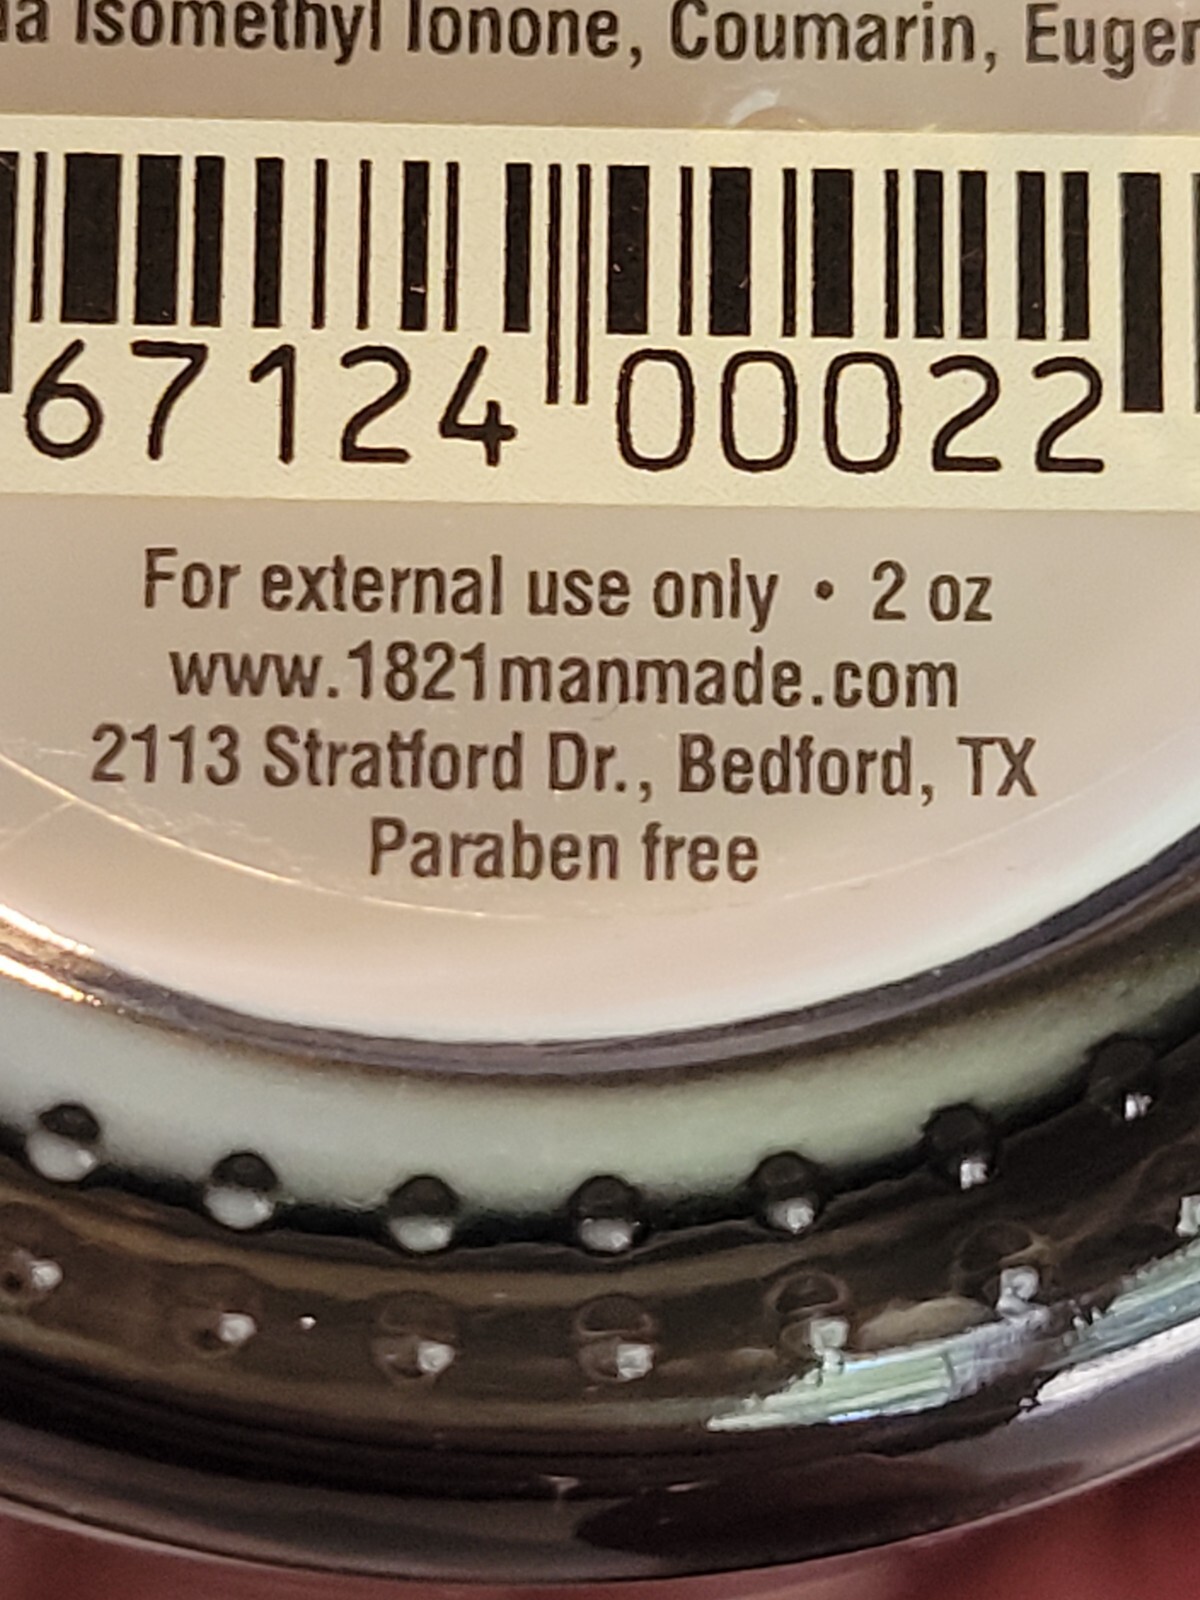 Isomethyl Ionone, Coumarin,
67124 00022
For external use only • 2 oz
www.1821manmade.com
2113 Stratford Dr., Bedford, TX
Paraben free